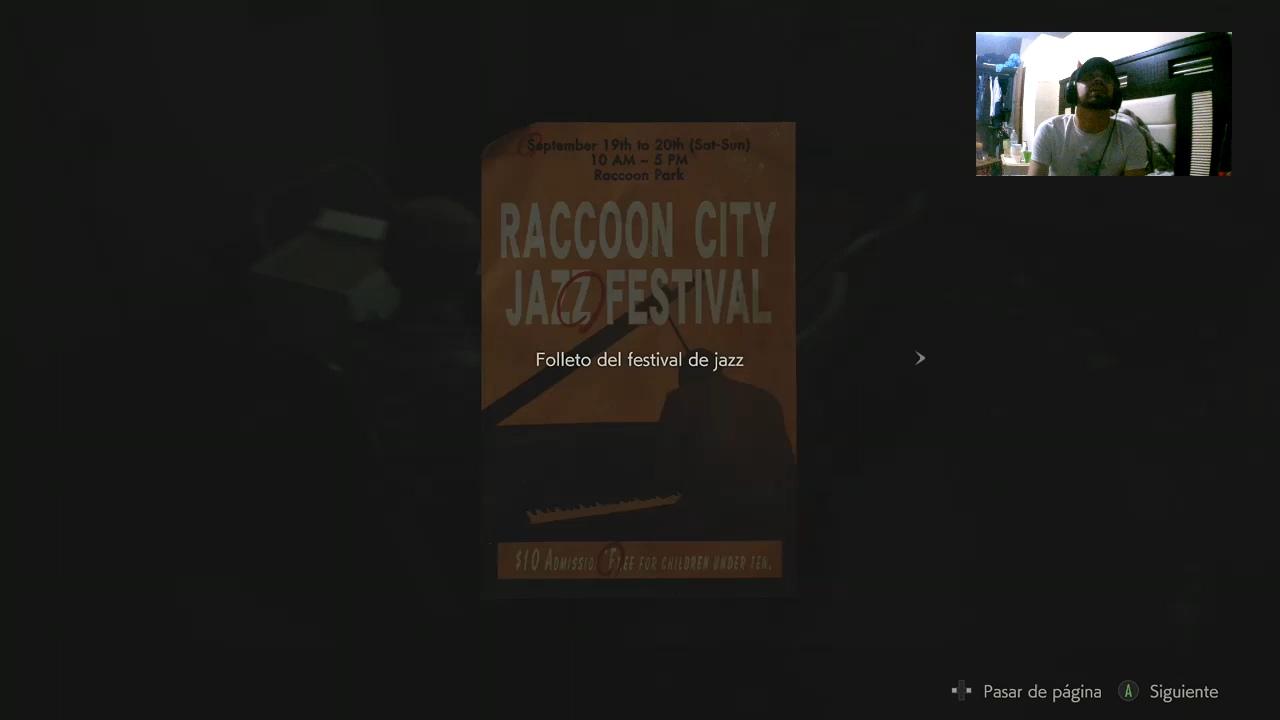 September 19th to 20th (Sat-Sun)
10 AM – 5 PM
Raccoon Park
RACCOON CITY
JAZZ FESTIVAL
Folleto del festival de jazz
$10 ADMISSIO FREE FOR CHILDREN UNDER TEN.
Pasar de página
A Siguiente